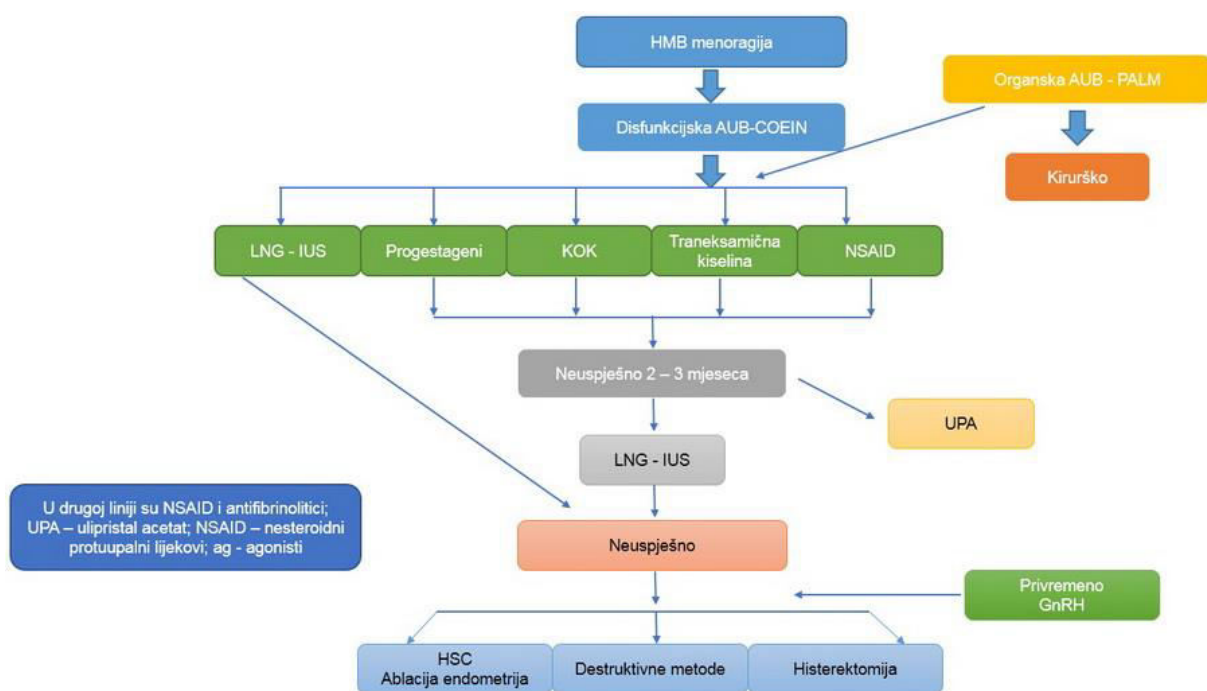 HMB menoragija
Organska AUB - PALM
Disfunkcijska AUB-COEIN
Kirurško
LNG - IUS
Progestageni
KOK
Traneksamična
kiselina
NSAID
Neuspješno 2 – 3 mjeseca
UPA
LNG - IUS
U drugoj liniji su NSAID i antifibrinolitici;
UPA – ulipristal acetat; NSAID – nesteroidni
protuupalni lijekovi; ag - agonisti
Neuspješno
Privremeno
GnRH
HSC
Ablacija endometrija
Destruktivne metode
Histerektomija